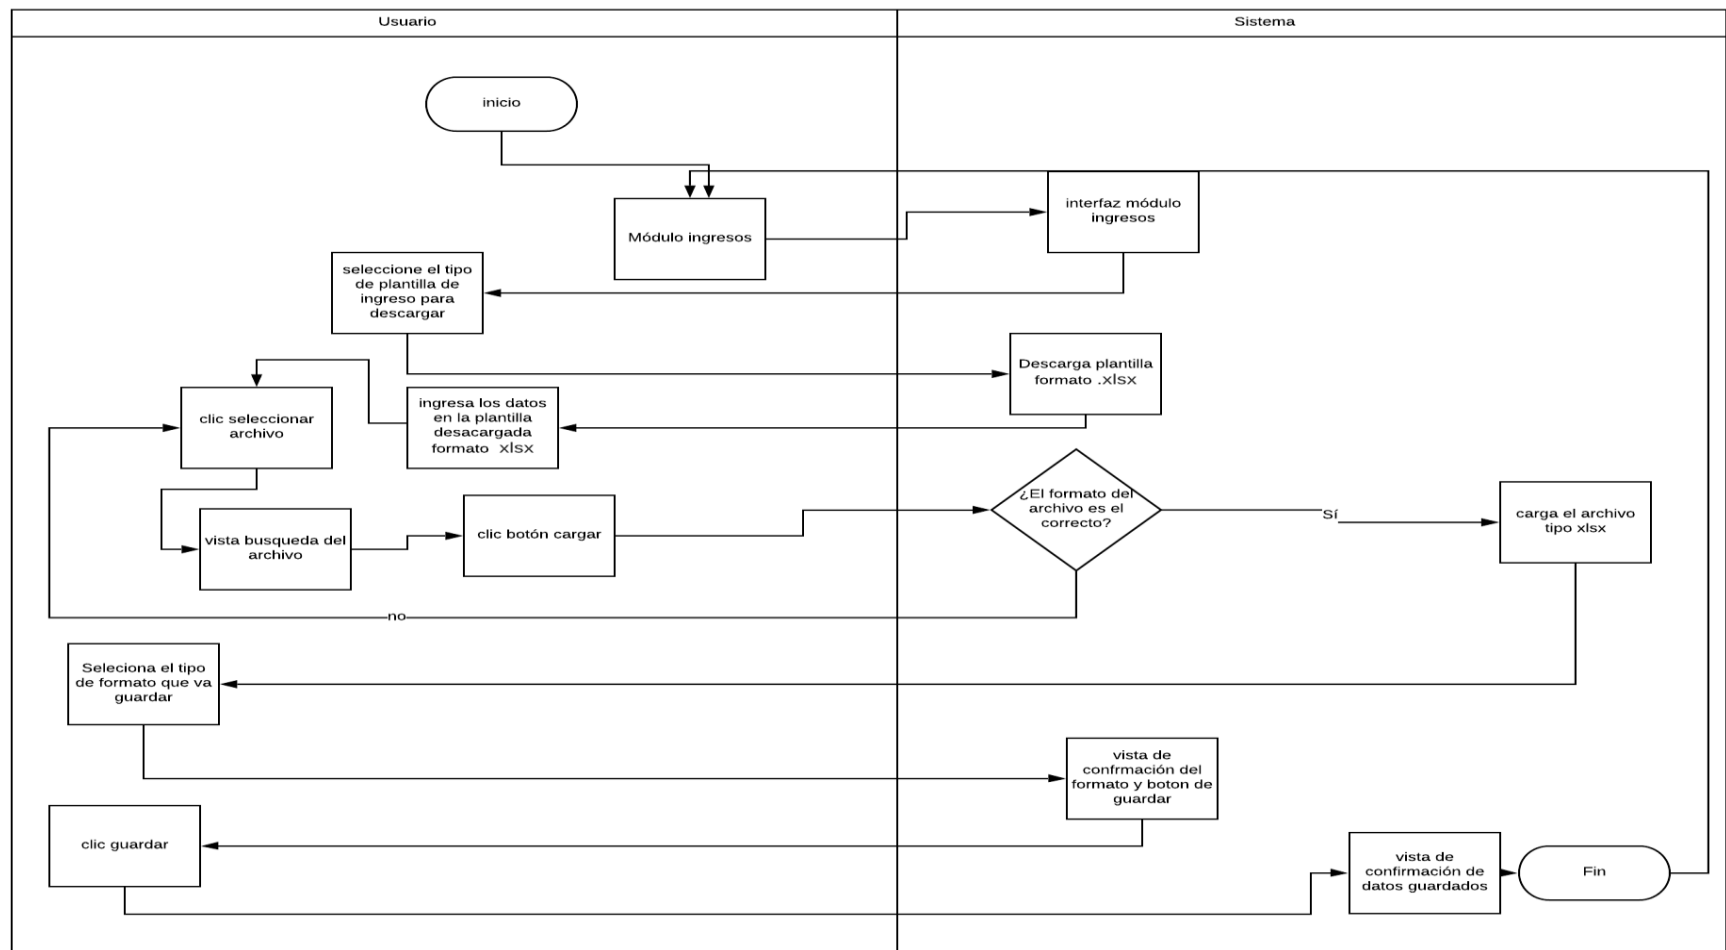 Usuario
Sistema
inicio
Módulo ingresos
interfaz módulo
ingresos
seleccione el tipo
de plantilla de
ingreso para
descargar
Descarga plantilla
formato .xlsx
ingresa los datos
en la plantilla
desacargada
formato xlsx
clic seleccionar
archivo
vista busqueda del
archivo
clic botón cargar
¿El formato del
archivo es el
correcto?
Sí
carga el archivo
tipo xlsx
no
Seleciona el tipo
de formato que va
guardar
vista de
confrmación del
formato y boton de
guardar
clic guardar
vista de
confirmación de
datos guardados
Fin